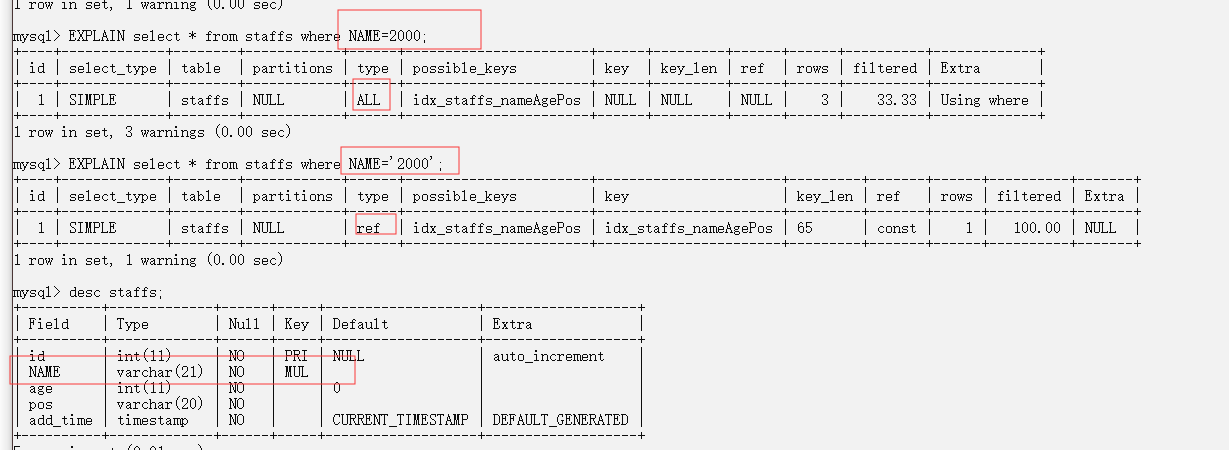 1 row in set, 1 warning (0.00 sec)
mysql> EXPLAIN select * from staffs where NAME=2000;
| id | select_type | table | partitions | type | possible_keys | key | key_len | ref | rows | filtered | Extra |
| 1 | SIMPLE | staffs | NULL | ALL | idx_staffs_nameAgePos | NULL | NULL | NULL | 3 | 33.33 | Using where |
1 row in set, 3 warnings (0.00 sec)
mysql> EXPLAIN select * from staffs where NAME='2000';
| id | select_type | table | partitions | type | possible_keys | key | key_len | ref | rows | filtered | Extra |
| 1 | SIMPLE | staffs | NULL | ref | idx_staffs_nameAgePos | idx_staffs_nameAgePos | 65 | const | 1 | 100.00 | NULL |
1 row in set, 1 warning (0.00 sec)
mysql> desc staffs;
| Field | Type | Null | Key | Default | Extra |
| id | int(11) | NO | PRI | NULL | auto_increment |
| NAME | varchar(21) | NO | MUL | | |
| age | int(11) | NO | | 0 | |
| pos | varchar(20) | NO | | | |
| add_time | timestamp | NO | | CURRENT_TIMESTAMP | DEFAULT_GENERATED |